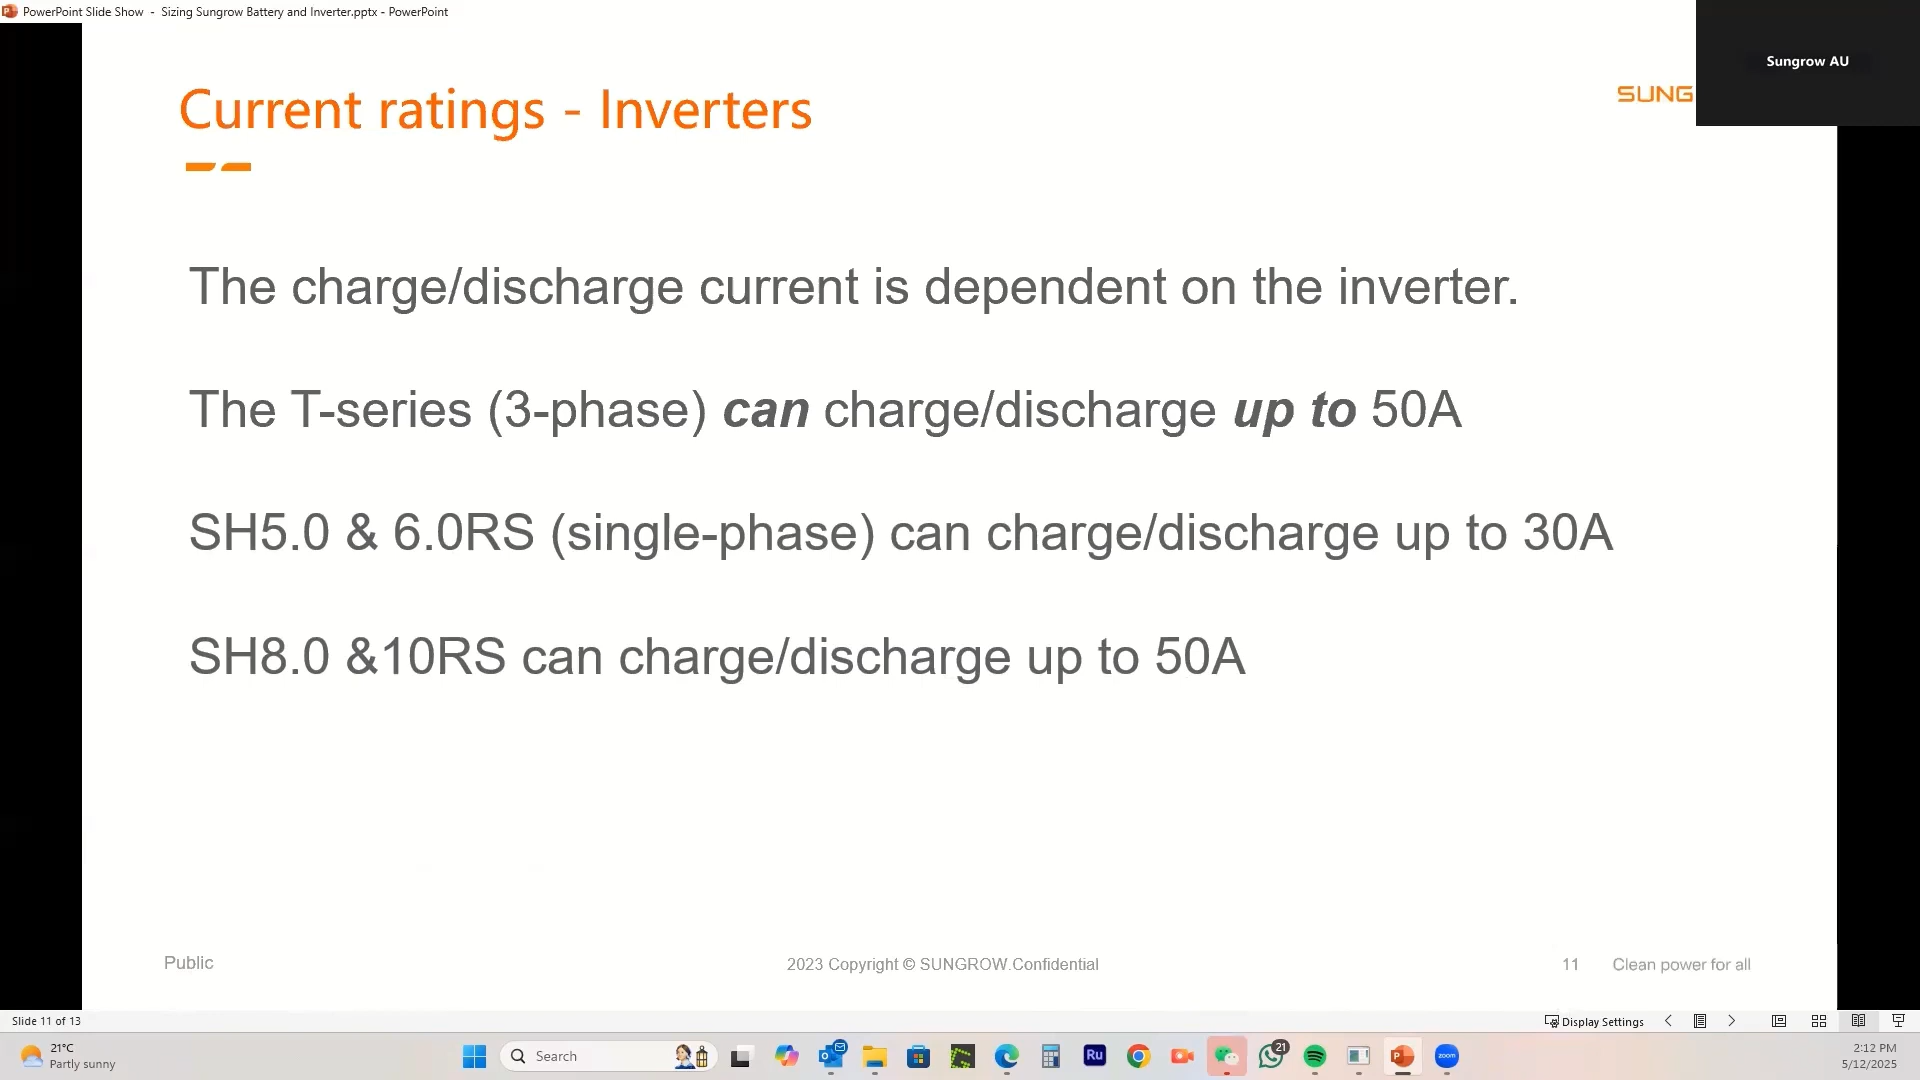 PowerPoint Slide Show - Sizing Sungrow Battery and Inverter.pptx - PowerPoint
Sungrow AU
SUNG
Current ratings - Inverters
The charge/discharge current is dependent on the inverter.
The T-series (3-phase) can charge/discharge up to 50A
SH5.0 & 6.0RS (single-phase) can charge/discharge up to 30A
SH8.0 &10RS can charge/discharge up to 50A
Public
2023 Copyright © SUNGROW.Confidential
11
Clean power for all
Slide 11 of 13
Display Settings
21°C
Partly sunny
Search
Ru
21
zoom
2:12 PM
5/12/2025